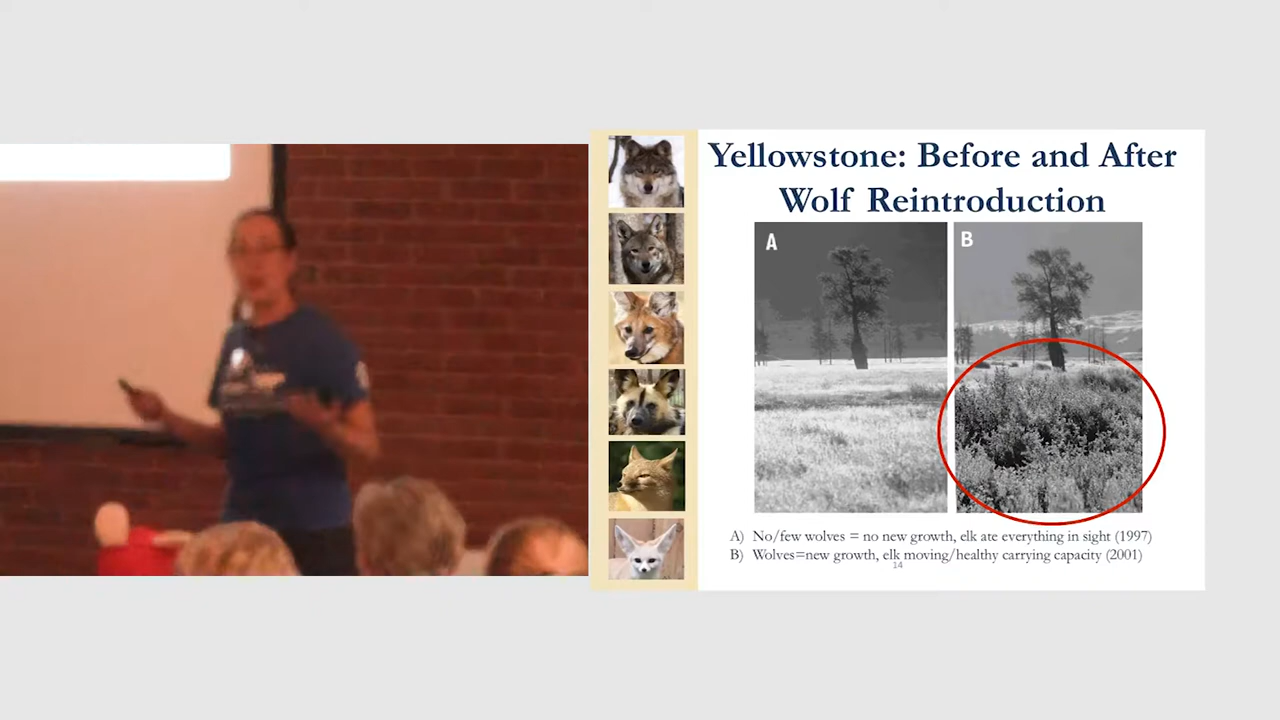 Yellowstone: Before and After
Wolf Reintroduction
A
B
A) No/few wolves = no new growth, elk ate everything in sight (1997)
B) Wolves=new growth, elk moving/healthy carrying capacity (2001)
14